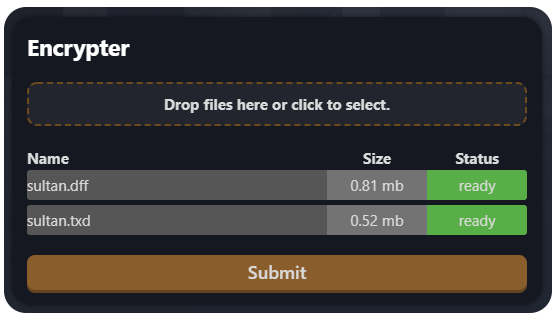 Encrypter
Drop files here or click to select.
Name Size Status
sultan.dff 0.81 mb ready
sultan.txd 0.52 mb ready
Submit